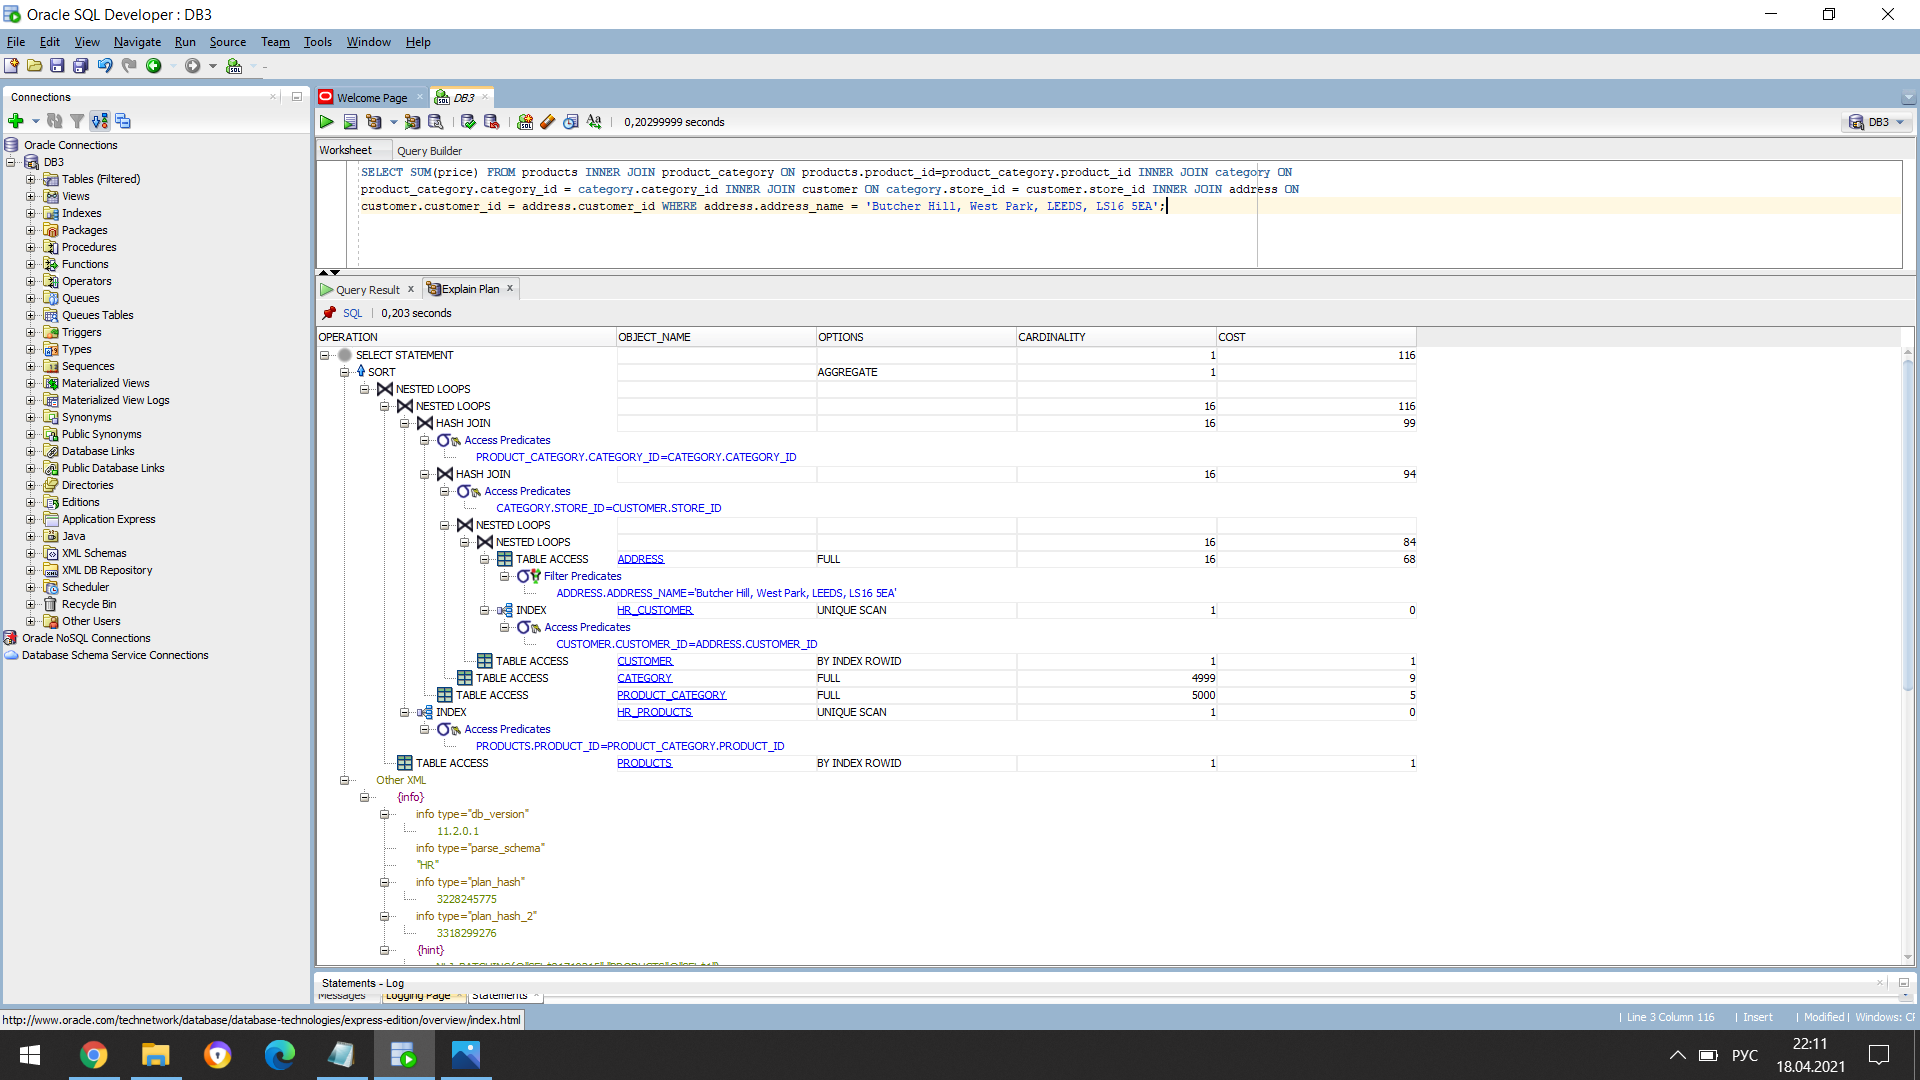 Oracle SQL Developer : DB3
File Edit View Navigate Run Source Team Tools Window Help
Connections
Welcome Page
DB3
0,20299999 seconds
DB3
Worksheet Query Builder
SELECT SUM(price) FROM products INNER JOIN product_category ON products.product_id=product_category.product_id INNER JOIN category ON
product_category.category_id = category.category_id INNER JOIN customer ON category.store_id = customer.store_id INNER JOIN address ON
customer.customer_id = address.customer_id WHERE address.address_name = 'Butcher Hill, West Park, LEEDS, LS16 5EA';
Oracle Connections
DB3
Tables (Filtered)
Views
Indexes
Packages
Procedures
Functions
Operators
Queues
Queues Tables
Triggers
Types
Sequences
Materialized Views
Materialized View Logs
Synonyms
Public Synonyms
Database Links
Public Database Links
Directories
Editions
Application Express
Java
XML Schemas
XML DB Repository
Scheduler
Recycle Bin
Other Users
Oracle NoSQL Connections
Database Schema Service Connections
Query Result Explain Plan
SQL 0,203 seconds
OPERATION OBJECT_NAME OPTIONS CARDINALITY COST
SELECT STATEMENT 1 116
SORT AGGREGATE 1
NESTED LOOPS
NESTED LOOPS 16 116
HASH JOIN 16 99
Access Predicates
PRODUCT_CATEGORY.CATEGORY_ID=CATEGORY.CATEGORY_ID
HASH JOIN 16 94
Access Predicates
CATEGORY.STORE_ID=CUSTOMER.STORE_ID
NESTED LOOPS
NESTED LOOPS 16 84
TABLE ACCESS ADDRESS FULL 16 68
Filter Predicates
ADDRESS.ADDRESS_NAME='Butcher Hill, West Park, LEEDS, LS16 5EA'
INDEX HR_CUSTOMER UNIQUE SCAN 1 0
Access Predicates
CUSTOMER.CUSTOMER_ID=ADDRESS.CUSTOMER_ID
TABLE ACCESS CUSTOMER BY INDEX ROWID 1 1
TABLE ACCESS CATEGORY FULL 4999 9
TABLE ACCESS PRODUCT_CATEGORY FULL 5000 5
INDEX HR_PRODUCTS UNIQUE SCAN 1 0
Access Predicates
PRODUCTS.PRODUCT_ID=PRODUCT_CATEGORY.PRODUCT_ID
TABLE ACCESS PRODUCTS BY INDEX ROWID 1 1
Other XML
{info}
info type="db_version"
11.2.0.1
info type="parse_schema"
"HR"
info type="plan_hash"
3228245775
info type="plan_hash_2"
3318299276
{hint}
Statements - Log
Messages Logging Page Statements
http://www.oracle.com/technetwork/database/database-technologies/express-edition/overview/index.html
Line 3 Column 116 Insert Modified Windows: CF
РУС
22:11
18.04.2021